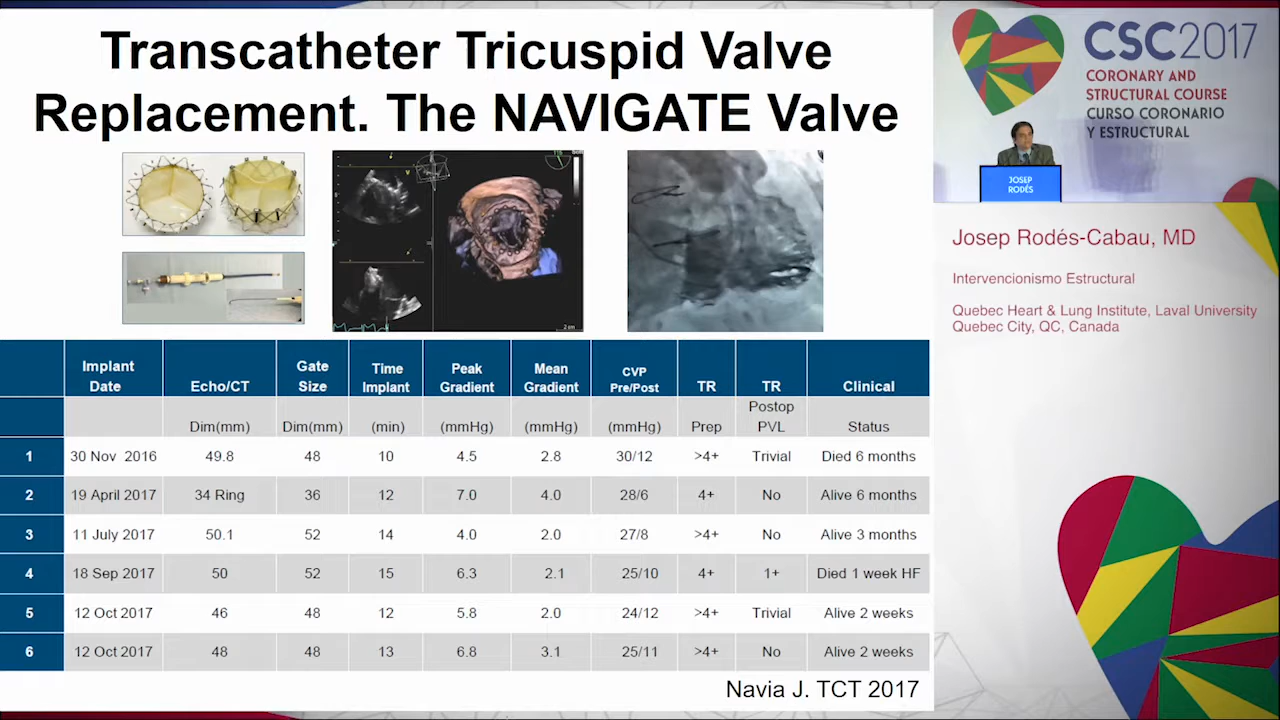 Transcatheter Tricuspid Valve
Replacement. The NAVIGATE Valve
Implant Date Echo/CT Gate Size Time Implant Peak Gradient Mean Gradient CVP Pre/Post TR TR Clinical
Dim(mm) Dim(mm) (min) (mmHg) (mmHg) (mmHg) Prep Postop PVL Status
1 30 Nov 2016 49.8 48 10 4.5 2.8 30/12 >4+ Trivial Died 6 months
2 19 April 2017 34 Ring 36 12 7.0 4.0 28/6 4+ No Alive 6 months
3 11 July 2017 50.1 52 14 4.0 2.0 27/8 >4+ No Alive 3 months
4 18 Sep 2017 50 52 15 6.3 2.1 25/10 4+ 1+ Died 1 week HF
5 12 Oct 2017 46 48 12 5.8 2.0 24/12 >4+ Trivial Alive 2 weeks
6 12 Oct 2017 48 48 13 6.8 3.1 25/11 >4+ No Alive 2 weeks
Navia J. TCT 2017
CSC2017
CORONARY AND
STRUCTURAL COURSE
CURSO CORONARIO
Y ESTRUCTURAL
JOSEP
RODÉS
Josep Rodés-Cabau, MD
Intervencionismo Estructural
Quebec Heart & Lung Institute, Laval University
Quebec City, QC, Canada